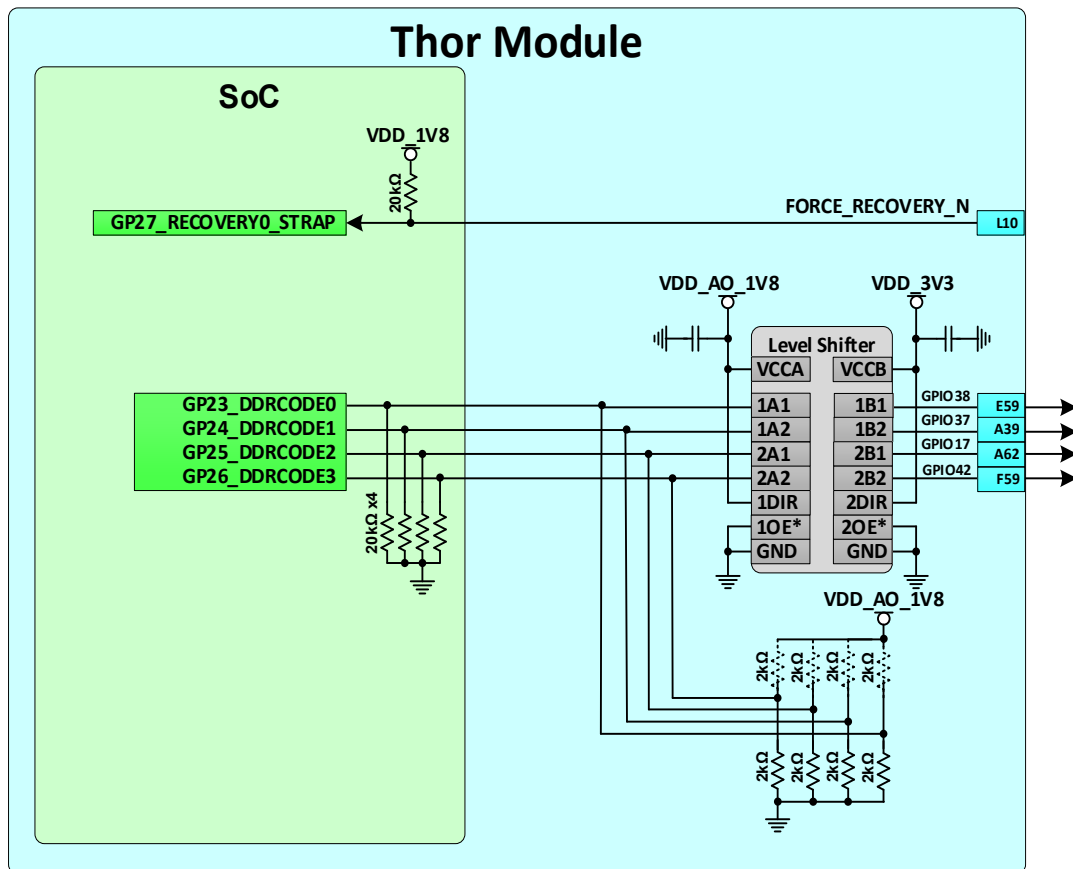 Thor Module
SoC
VDD_1V8
20kΩ
GP27_RECOVERY0_STRAP
FORCE_RECOVERY_N
L10
VDD_AO_1V8
VDD_3V3
Level Shifter
VCCA
VCCB
GP23_DDRCODE0
1A1
1B1
GPIO38
E59
GP24_DDRCODE1
1A2
1B2
GPIO37
A39
GP25_DDRCODE2
2A1
2B1
GPIO17
A62
GP26_DDRCODE3
2A2
2B2
GPIO42
F59
1DIR
2DIR
20kΩ x4
1OE*
2OE*
GND
GND
VDD_AO_1V8
2kΩ
2kΩ
2kΩ
2kΩ
2kΩ
2kΩ
2kΩ
2kΩ